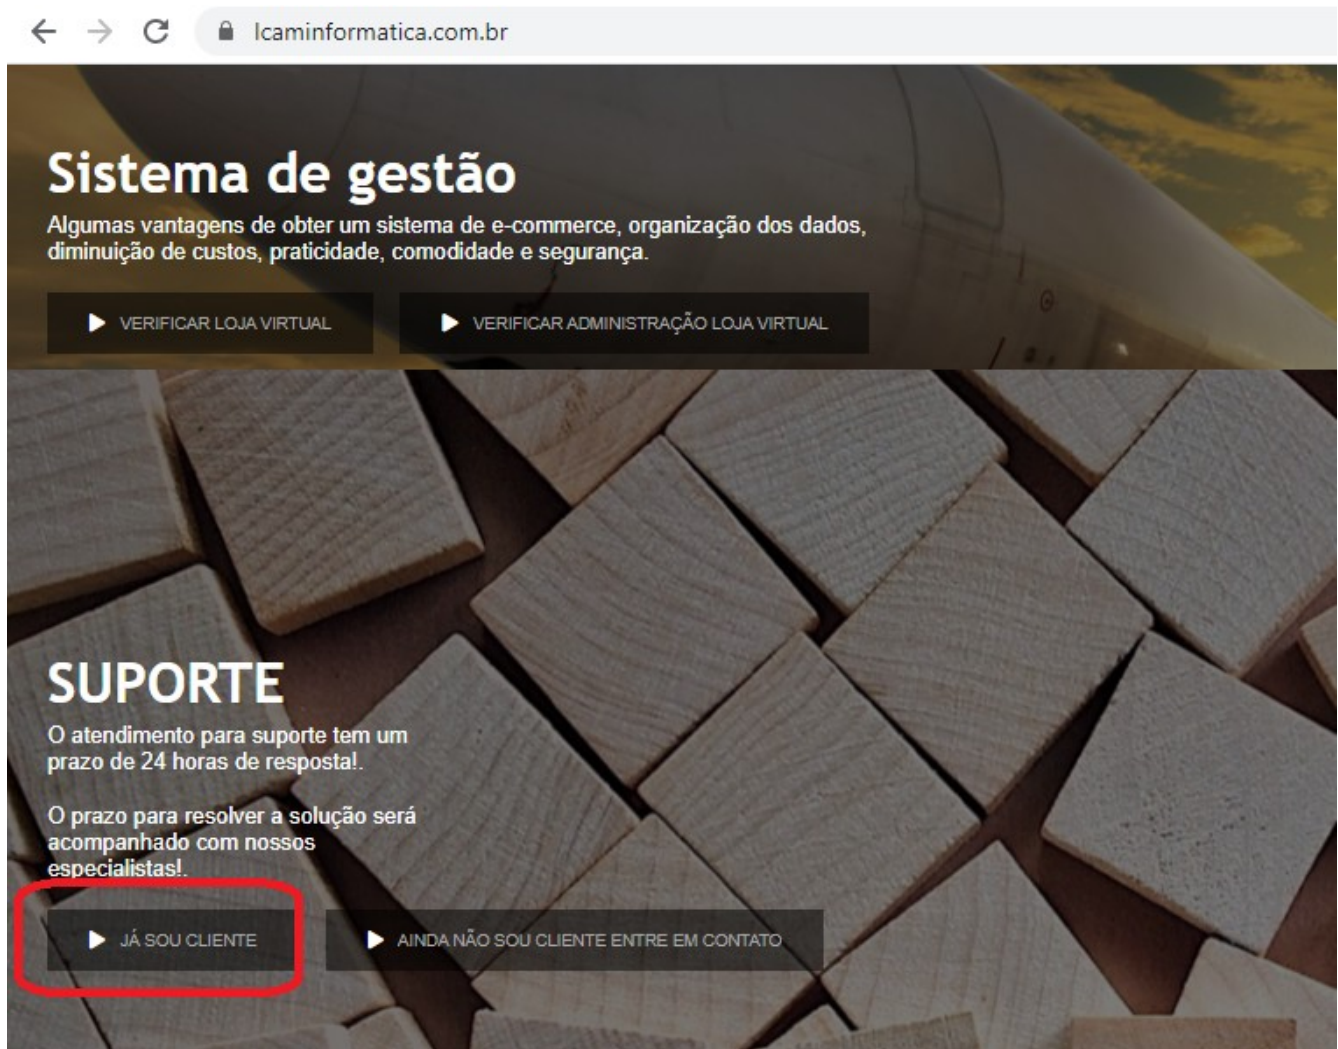 lcaminformatica.com.br
Sistema de gestão
Algumas vantagens de obter um sistema de e-commerce, organização dos dados,
diminuição de custos, praticidade, comodidade e segurança.
VERIFICAR LOJA VIRTUAL
VERIFICAR ADMINISTRAÇÃO LOJA VIRTUAL
SUPORTE
O atendimento para suporte tem um
prazo de 24 horas de resposta!.
O prazo para resolver a solução será
acompanhado com nossos
especialistas!.
JÁ SOU CLIENTE
AINDA NÃO SOU CLIENTE ENTRE EM CONTATO